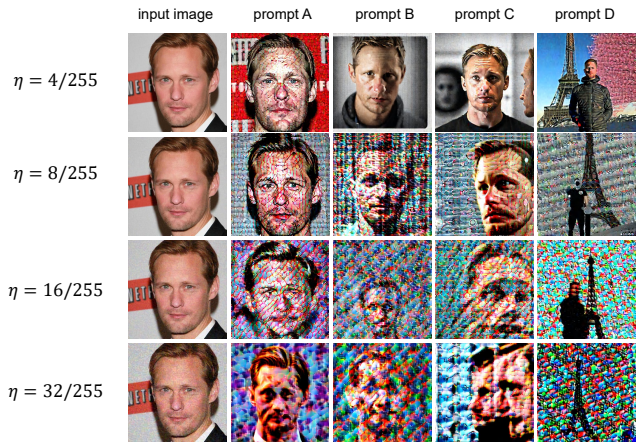 input image prompt A prompt B prompt C prompt D
η = 4/255
η = 8/255
η = 16/255
η = 32/255